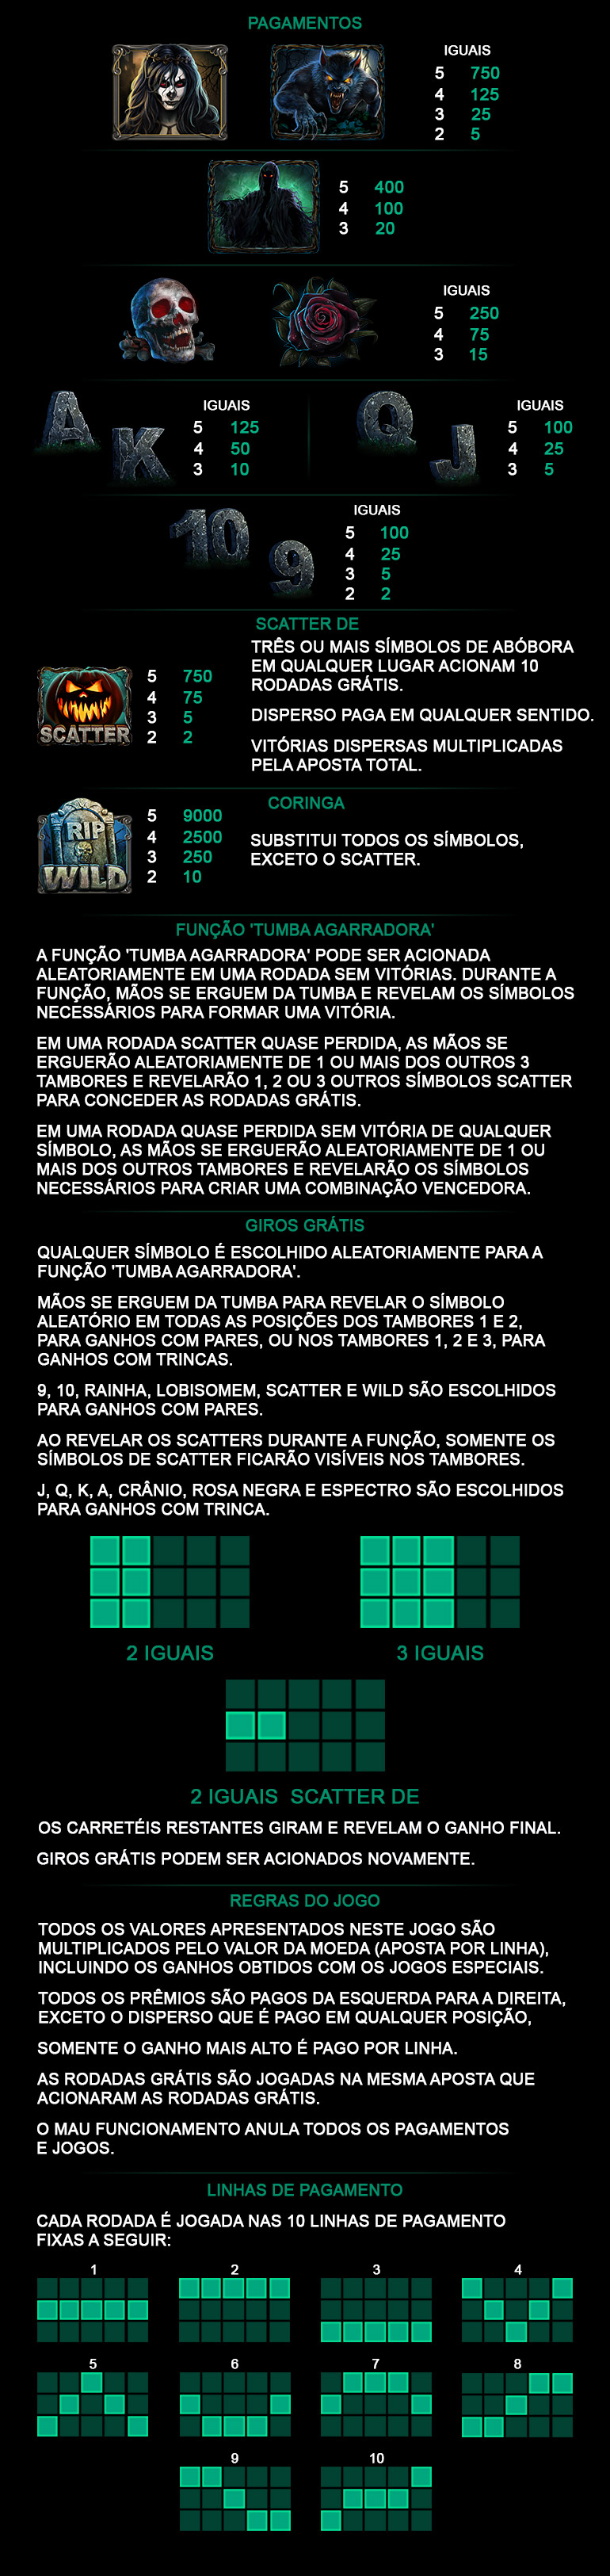 PAGAMENTOS
IGUAIS
5 750
4 125
3 25
2 5
5 400
4 100
3 20
IGUAIS
5 250
4 75
3 15
A K
IGUAIS
5 125
4 50
3 10
Q J
IGUAIS
5 100
4 25
3 5
10 9
IGUAIS
5 100
4 25
3 5
2 2
SCATTER DE
SCATTER
5 750
4 75
3 5
2 2
TRÊS OU MAIS SÍMBOLOS DE ABÓBORA
EM QUALQUER LUGAR ACIONAM 10
RODADAS GRÁTIS.
DISPERSO PAGA EM QUALQUER SENTIDO.
VITÓRIAS DISPERSAS MULTIPLICADAS
PELA APOSTA TOTAL.
CORINGA
RIP
WILD
5 9000
4 2500
3 250
2 10
SUBSTITUI TODOS OS SÍMBOLOS,
EXCETO O SCATTER.
FUNÇÃO 'TUMBA AGARRADORA'
A FUNÇÃO 'TUMBA AGARRADORA' PODE SER ACIONADA
ALEATORIAMENTE EM UMA RODADA SEM VITÓRIAS. DURANTE A
FUNÇÃO, MÃOS SE ERGUEM DA TUMBA E REVELAM OS SÍMBOLOS
NECESSÁRIOS PARA FORMAR UMA VITÓRIA.
EM UMA RODADA SCATTER QUASE PERDIDA, AS MÃOS SE
ERGUERÃO ALEATORIAMENTE DE 1 OU MAIS DOS OUTROS 3
TAMBORES E REVELARÃO 1, 2 OU 3 OUTROS SÍMBOLOS SCATTER
PARA CONCEDER AS RODADAS GRÁTIS.
EM UMA RODADA QUASE PERDIDA SEM VITÓRIA DE QUALQUER
SÍMBOLO, AS MÃOS SE ERGUERÃO ALEATORIAMENTE DE 1 OU
MAIS DOS OUTROS TAMBORES E REVELARÃO OS SÍMBOLOS
NECESSÁRIOS PARA CRIAR UMA COMBINAÇÃO VENCEDORA.
GIROS GRÁTIS
QUALQUER SÍMBOLO É ESCOLHIDO ALEATORIAMENTE PARA A
FUNÇÃO 'TUMBA AGARRADORA'.
MÃOS SE ERGUEM DA TUMBA PARA REVELAR O SÍMBOLO
ALEATÓRIO EM TODAS AS POSIÇÕES DOS TAMBORES 1 E 2,
PARA GANHOS COM PARES, OU NOS TAMBORES 1, 2 E 3, PARA
GANHOS COM TRINCAS.
9, 10, RAINHA, LOBISOMEM, SCATTER E WILD SÃO ESCOLHIDOS
PARA GANHOS COM PARES.
AO REVELAR OS SCATTERS DURANTE A FUNÇÃO, SOMENTE OS
SÍMBOLOS DE SCATTER FICARÃO VISÍVEIS NOS TAMBORES.
J, Q, K, A, CRÂNIO, ROSA NEGRA E ESPECTRO SÃO ESCOLHIDOS
PARA GANHOS COM TRINCA.
2 IGUAIS
3 IGUAIS
2 IGUAIS SCATTER DE
OS CARRETÉIS RESTANTES GIRAM E REVELAM O GANHO FINAL.
GIROS GRÁTIS PODEM SER ACIONADOS NOVAMENTE.
REGRAS DO JOGO
TODOS OS VALORES APRESENTADOS NESTE JOGO SÃO
MULTIPLICADOS PELO VALOR DA MOEDA (APOSTA POR LINHA),
INCLUINDO OS GANHOS OBTIDOS COM OS JOGOS ESPECIAIS.
TODOS OS PRÊMIOS SÃO PAGOS DA ESQUERDA PARA A DIREITA,
EXCETO O DISPERSO QUE É PAGO EM QUALQUER POSIÇÃO,
SOMENTE O GANHO MAIS ALTO É PAGO POR LINHA.
AS RODADAS GRÁTIS SÃO JOGADAS NA MESMA APOSTA QUE
ACIONARAM AS RODADAS GRÁTIS.
O MAU FUNCIONAMENTO ANULA TODOS OS PAGAMENTOS
E JOGOS.
LINHAS DE PAGAMENTO
CADA RODADA É JOGADA NAS 10 LINHAS DE PAGAMENTO
FIXAS A SEGUIR:
1 2 3 4
5 6 7 8
9 10